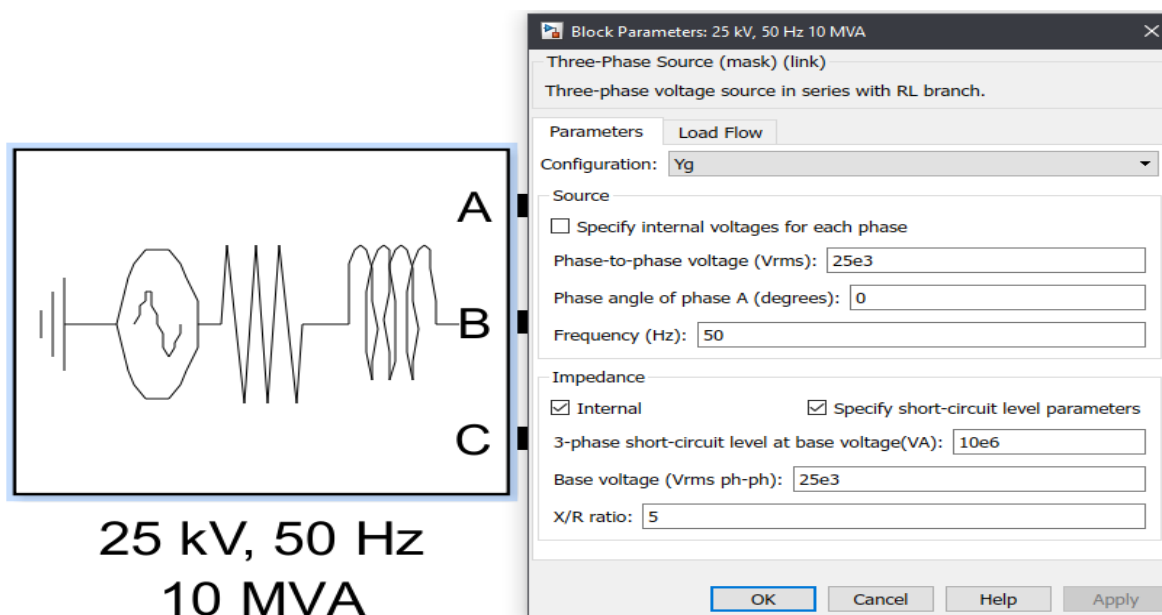 A
B
C
25 kV, 50 Hz
10 MVA
Block Parameters: 25 kV, 50 Hz 10 MVA
Three-Phase Source (mask) (link)
Three-phase voltage source in series with RL branch.
Parameters Load Flow
Configuration: Yg
Source
Specify internal voltages for each phase
Phase-to-phase voltage (Vrms): 25e3
Phase angle of phase A (degrees): 0
Frequency (Hz): 50
Impedance
Internal Specify short-circuit level parameters
3-phase short-circuit level at base voltage(VA): 10e6
Base voltage (Vrms ph-ph): 25e3
X/R ratio: 5
OK Cancel Help Apply